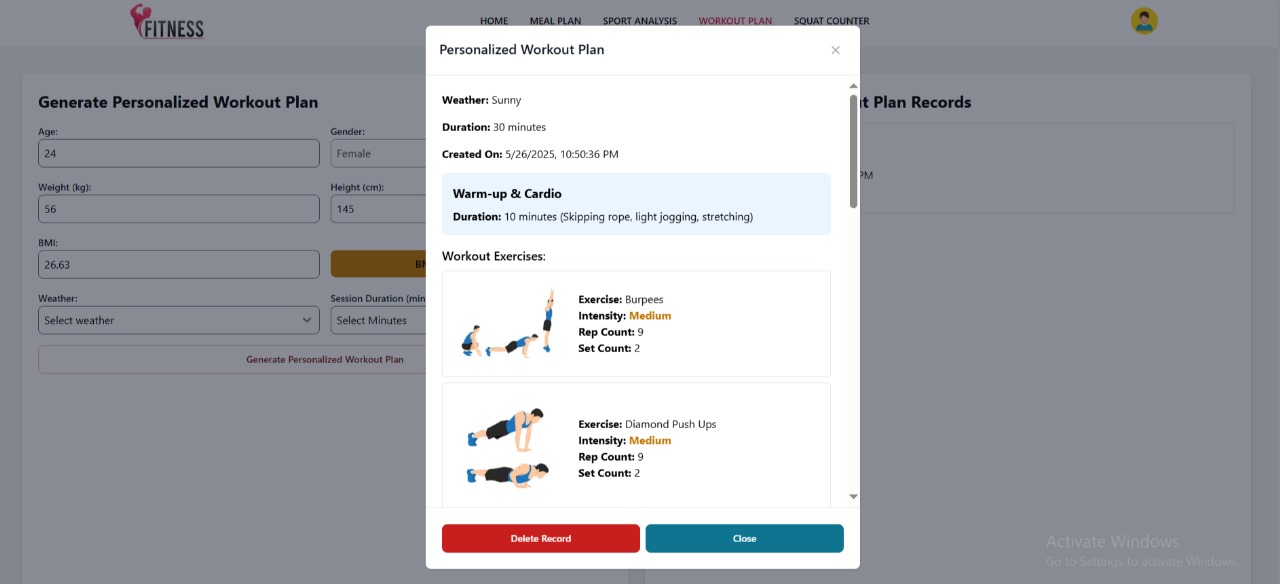 FITNESS
HOME MEAL PLAN SPORT ANALYSIS WORKOUT PLAN SQUAT COUNTER
Personalized Workout Plan
Generate Personalized Workout Plan
t Plan Records
Age:
Gender:
24
Female
Weight (kg):
Height (cm):
56
145
BMI:
26.63
BM
Weather:
Session Duration (min
Select weather
Select Minutes
Generate Personalized Workout Plan
PM
Weather: Sunny
Duration: 30 minutes
Created On: 5/26/2025, 10:50:36 PM
Warm-up & Cardio
Duration: 10 minutes (Skipping rope, light jogging, stretching)
Workout Exercises:
Exercise: Burpees
Intensity: Medium
Rep Count: 9
Set Count: 2
Exercise: Diamond Push Ups
Intensity: Medium
Rep Count: 9
Set Count: 2
Delete Record
Close
Activate Windows
Go to Settings to activate Windows.